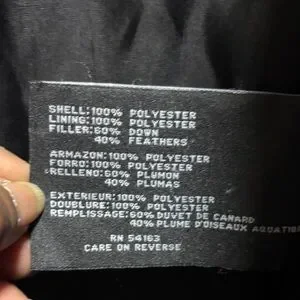 SHELL:100% POLYESTER
LINING:100% POLYESTER
FILLER:60% DOWN
40% FEATHERS
ARMAZON:100% POLYESTER
FORRO:100% POLYESTER
RELLENO:60% PLUMON
40% PLUMAS
EXTERIEUR:100% POLYESTER
DOUBLURE:100% POLYESTER
REMPLISSAGE:60% DUVET DE CANARD
40% PLUME D'OISEAUX AQUATIQ
RN 54163
CARE ON REVERSE